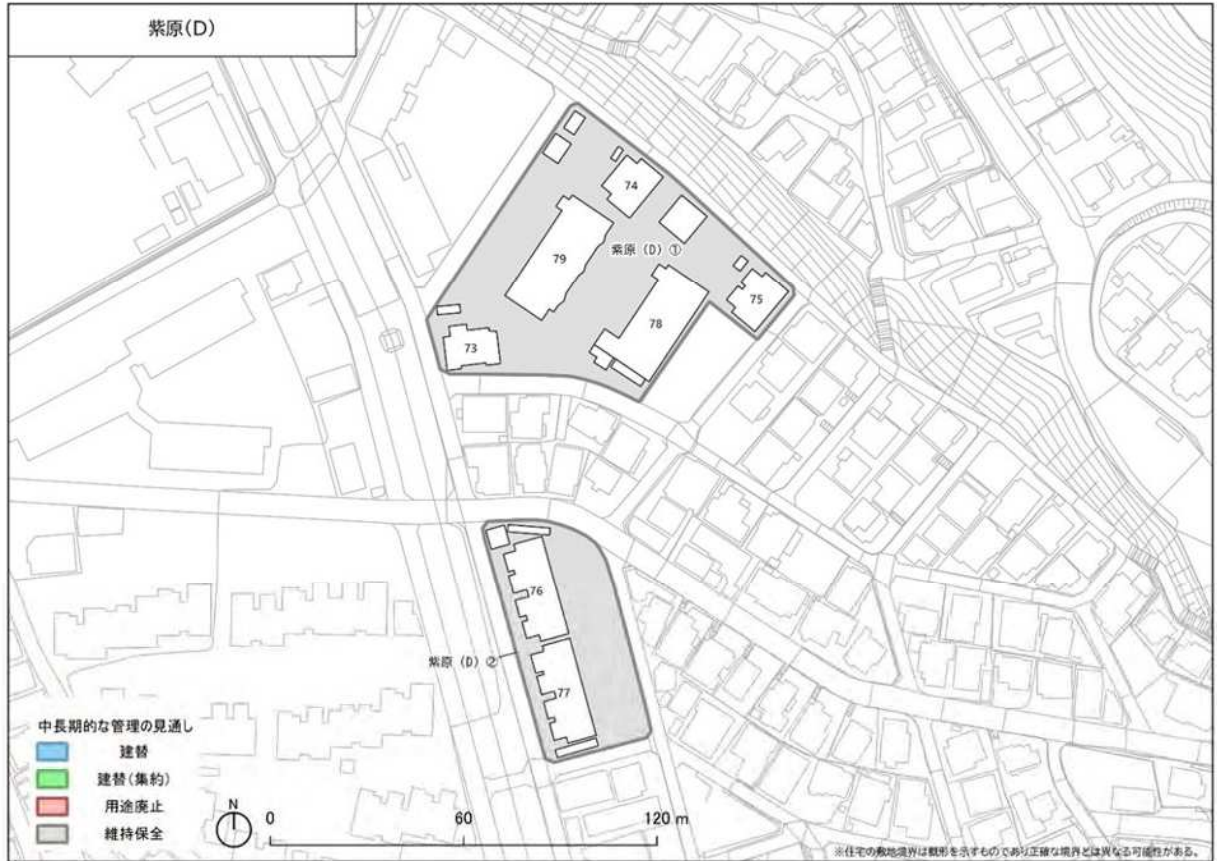 紫原(D)
74
紫原 (D) ①
79
75
78
73
76
紫原 (D) ②
77
中長期的な管理の見通し
建替
建替(集約)
用途廃止
維持保全
N
0
60
120 m
※住宅の敷地境界は概形を示すものであり正確な境界とは異なる可能性がある。